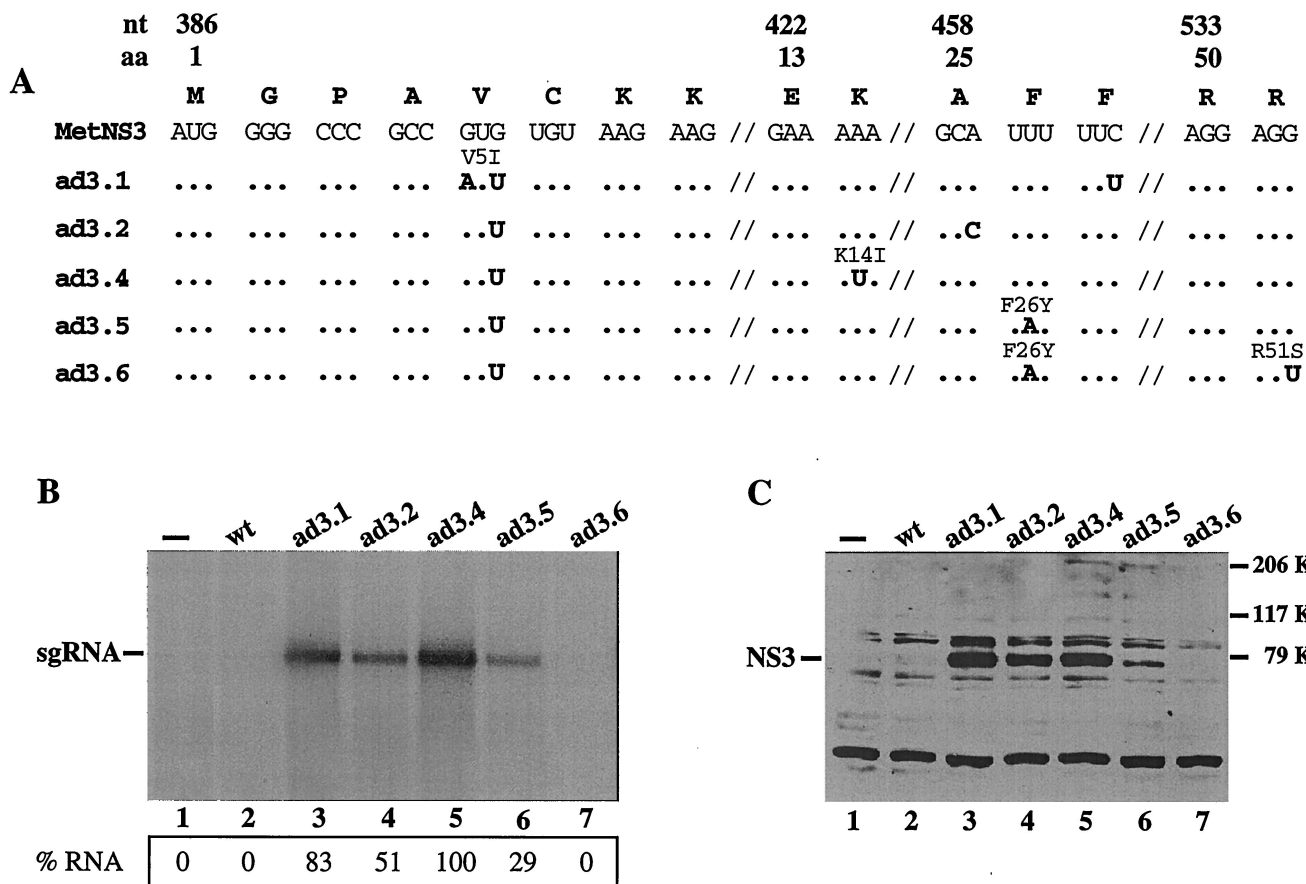 nt 386 422 458 533
aa 1 13 25 50
A
M G P A V C K K E K A F F R R
MetNS3 AUG GGG CCC GCC GUG UGU AAG AAG // GAA AAA // GCA UUU UUC // AGG AGG
V5I
ad3.1 ... ... ... ... A.U ... ... ... // ... ... // ... ... ..U // ... ...
ad3.2 ... ... ... ... ..U ... ... ... // ... ... // ..C ... ... // ... ...
K14I
ad3.4 ... ... ... ... ..U ... ... ... // ... .U. // ... ... ... // ... ...
F26Y
ad3.5 ... ... ... ... ..U ... ... ... // ... ... // ... .A. ... // ... ...
F26Y R51S
ad3.6 ... ... ... ... ..U ... ... ... // ... ... // ... .A. ... // ... ..U
B
– wt ad3.1 ad3.2 ad3.4 ad3.5 ad3.6
sgRNA
1 2 3 4 5 6 7
% RNA 0 0 83 51 100 29 0
C
– wt ad3.1 ad3.2 ad3.4 ad3.5 ad3.6
206 K
117 K
NS3 79 K
1 2 3 4 5 6 7